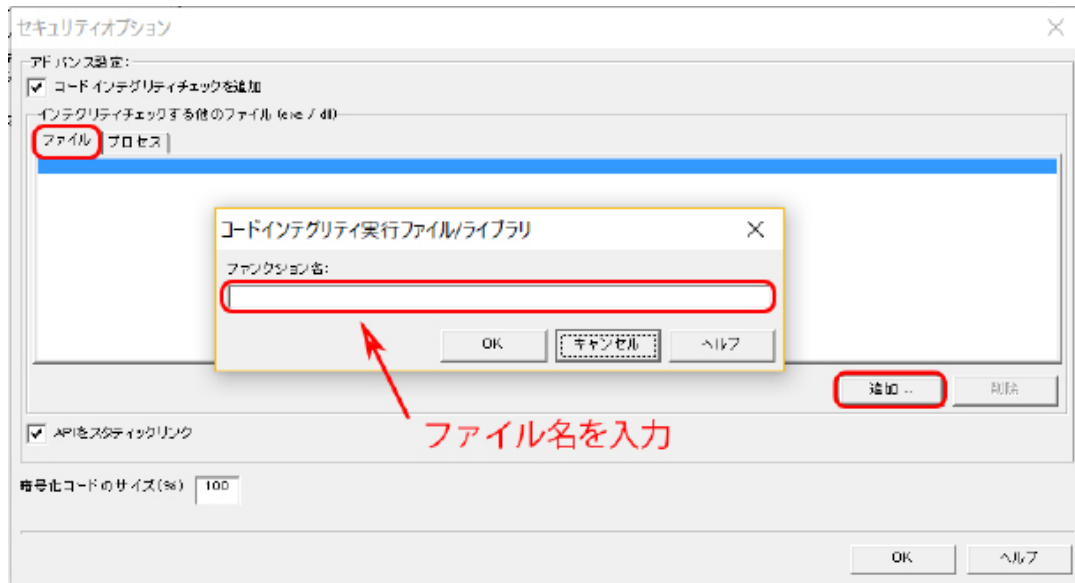 セキュリティオプション
アドバンス設定:
コードインテグリティチェックを追加
インテグリティチェックする他のファイル (exe / dll)
ファイル プロセス
コードインテグリティ実行ファイル/ライブラリ
ファンクション名:
OK キャンセル ヘルプ
追加 ... 削除
ファイル名を入力
APIをスタティックリンク
暗号化コードのサイズ(%) 100
OK ヘルプ